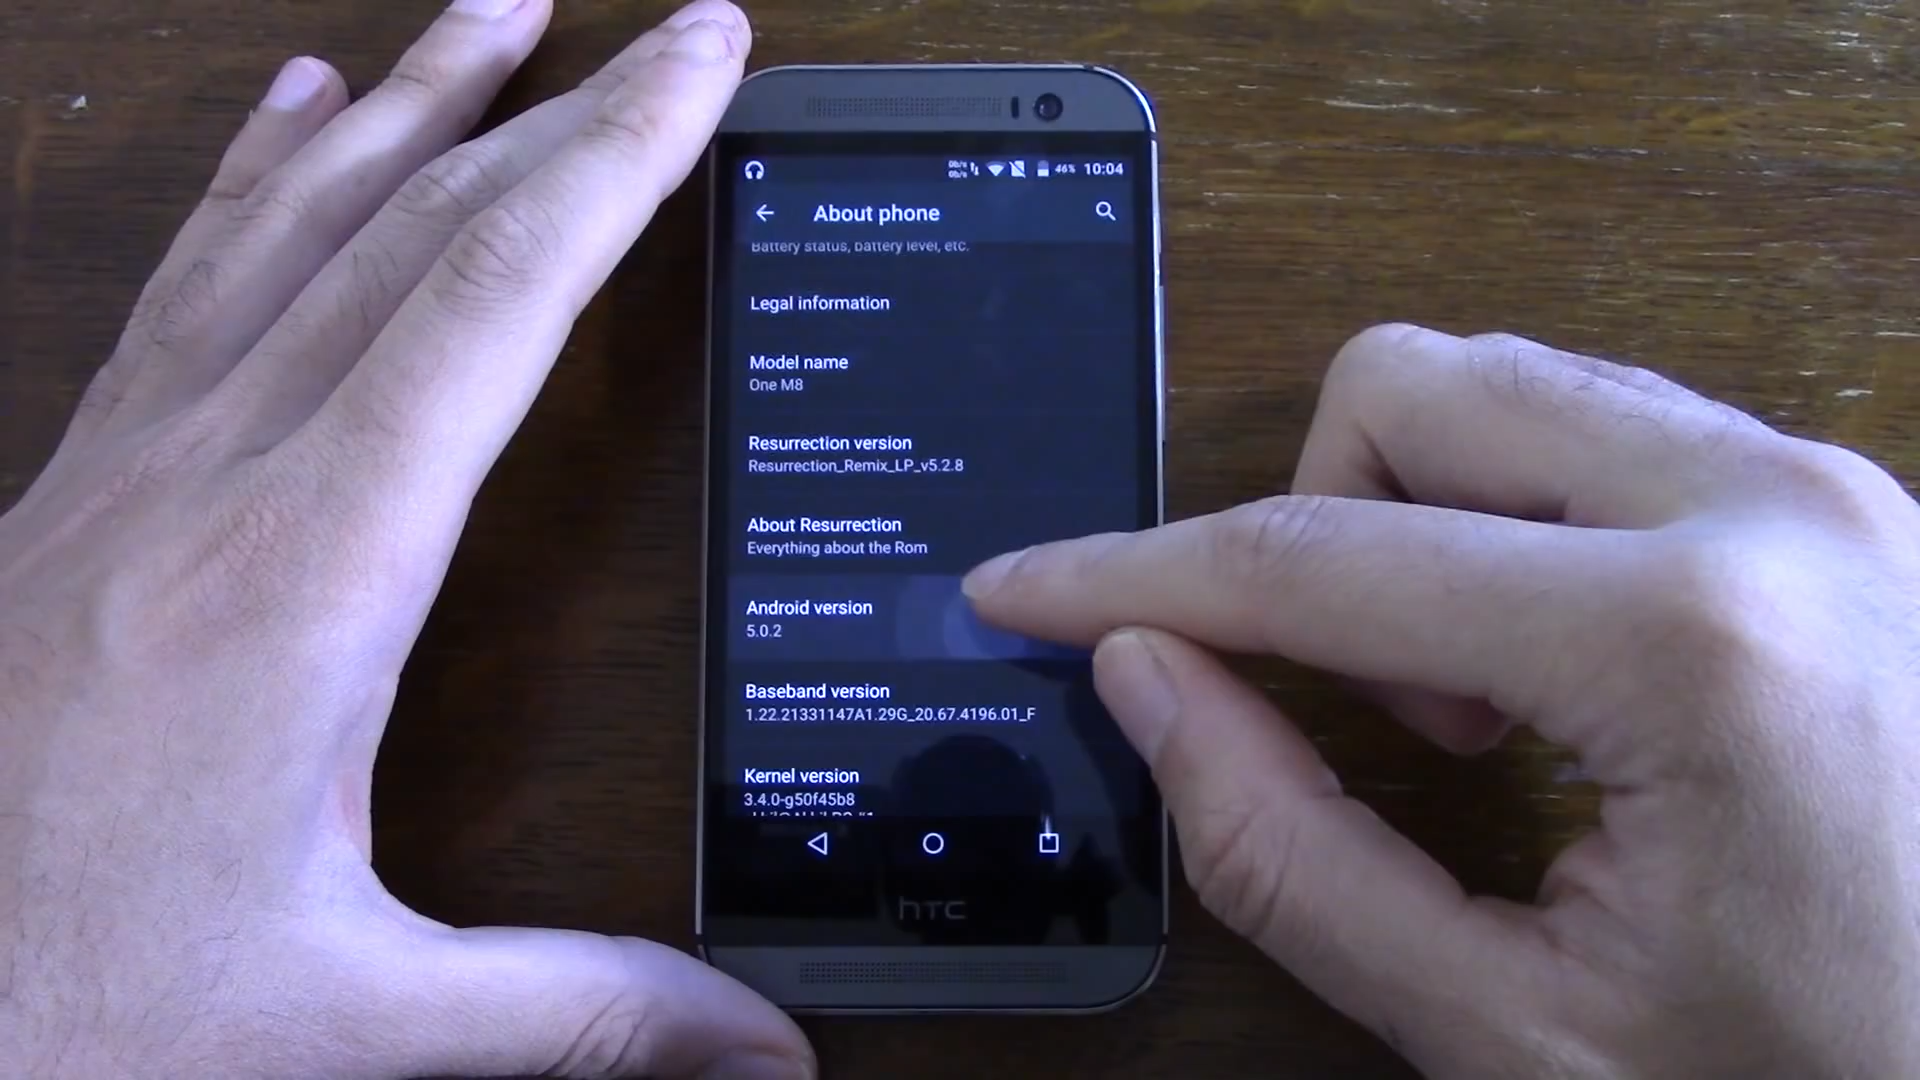 0b/s
0b/s
46% 10:04
About phone
Battery status, battery level, etc.
Legal information
Model name
One M8
Resurrection version
Resurrection_Remix_LP_v5.2.8
About Resurrection
Everything about the Rom
Android version
5.0.2
Baseband version
1.22.21331147A1.29G_20.67.4196.01_F
Kernel version
3.4.0-g50f45b8
hTC